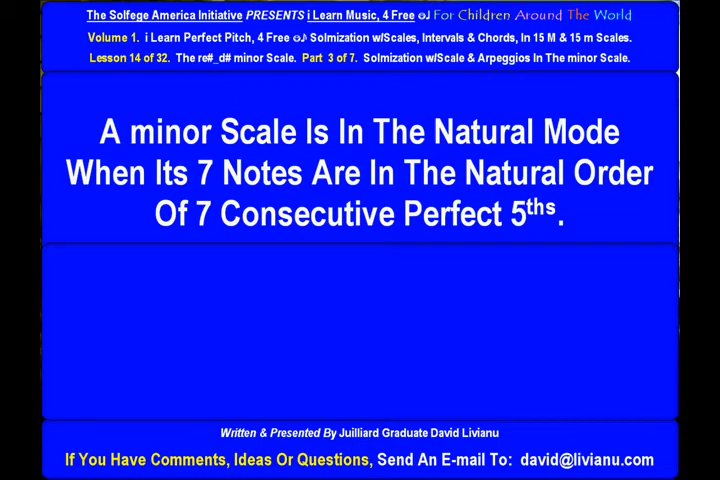 The Solfege America Initiative PRESENTS i Learn Music, 4 Free For Children Around The World
Volume 1. i Learn Perfect Pitch, 4 Free Solmization w/Scales, Intervals & Chords, In 15 M & 15 m Scales.
Lesson 14 of 32. The re#_d# minor Scale. Part 3 of 7. Solmization w/Scale & Arpeggios In The minor Scale.
A minor Scale Is In The Natural Mode
When Its 7 Notes Are In The Natural Order
Of 7 Consecutive Perfect 5ths.
Written & Presented By Juilliard Graduate David Livianu
If You Have Comments, Ideas Or Questions, Send An E-mail To: david@livianu.com